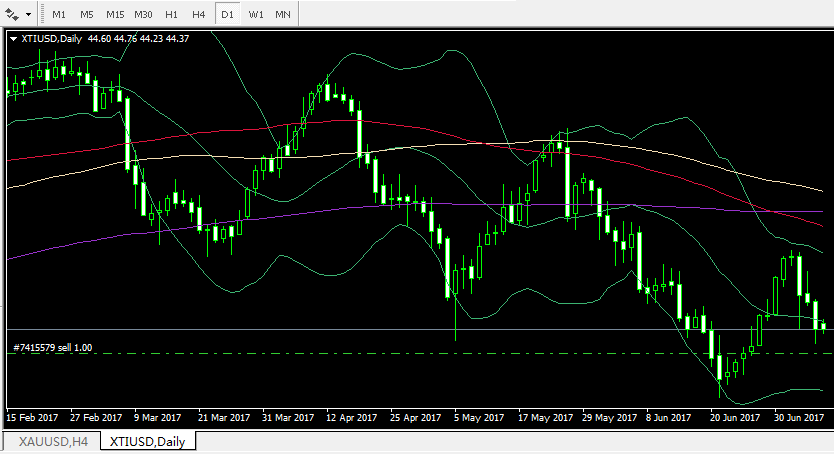 M1 M5 M15 M30 H1 H4 D1 W1 MN
XTIUSD,Daily 44.60 44.76 44.23 44.37
#7415579 sell 1.00
15 Feb 2017 27 Feb 2017 9 Mar 2017 21 Mar 2017 31 Mar 2017 12 Apr 2017 25 Apr 2017 5 May 2017 17 May 2017 29 May 2017 8 Jun 2017 20 Jun 2017 30 Jun 2017
XAUUSD,H4 XTIUSD,Daily